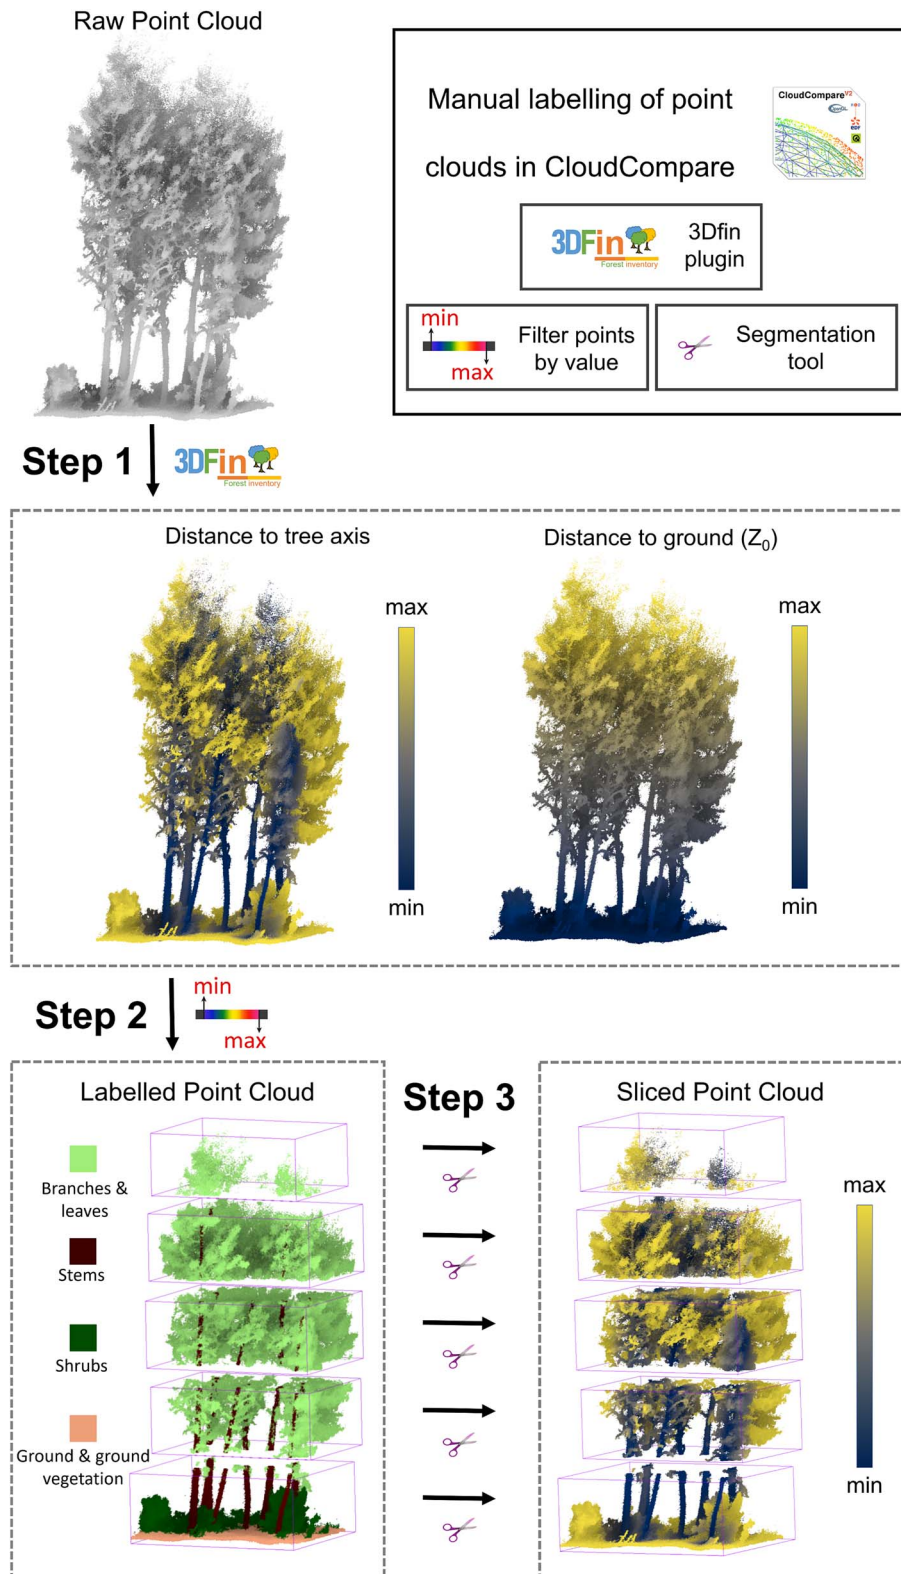 Raw Point Cloud
Manual labelling of point
clouds in CloudCompare
CloudCompareV2
EDF
3DFin
Forest inventory
3Dfin
plugin
min
max
Filter points
by value
Segmentation
tool
Step 1
3DFin
Forest inventory
Distance to tree axis
Distance to ground (Z0)
max
min
max
min
Step 2
min
max
Labelled Point Cloud
Step 3
Sliced Point Cloud
Branches &
leaves
Stems
Shrubs
Ground & ground
vegetation
max
min